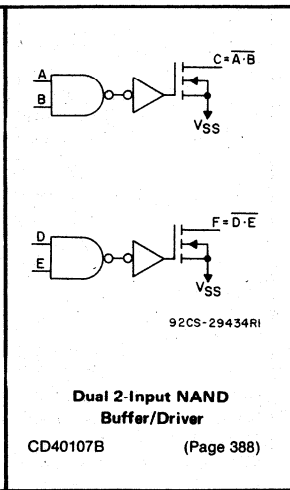 A
B
C=A·B
VSS
D
E
F=D·E
VSS
92CS-29434RI
Dual 2-Input NAND
Buffer/Driver
CD40107B (Page 388)